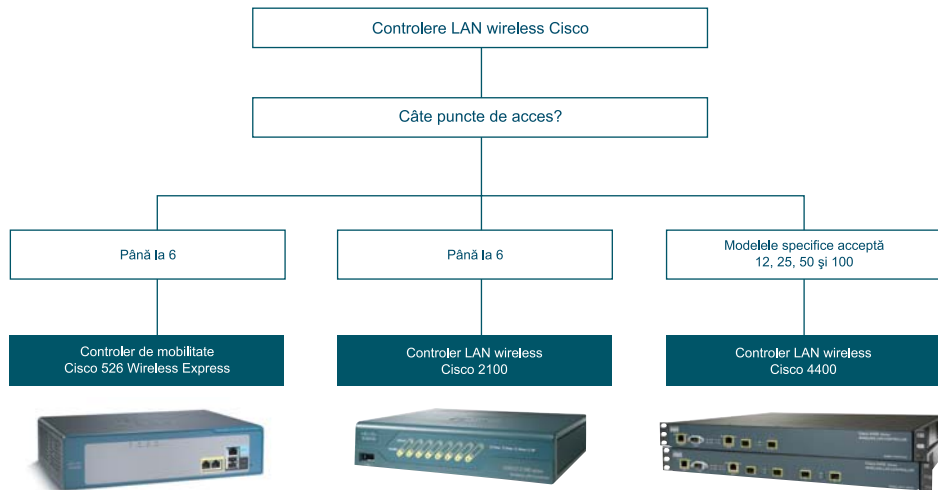 Controlere LAN wireless Cisco
Câte puncte de acces?
Până la 6
Până la 6
Modelele specifice acceptă
12, 25, 50 şi 100
Controler de mobilitate
Cisco 526 Wireless Express
Controler LAN wireless
Cisco 2100
Controler LAN wireless
Cisco 4400